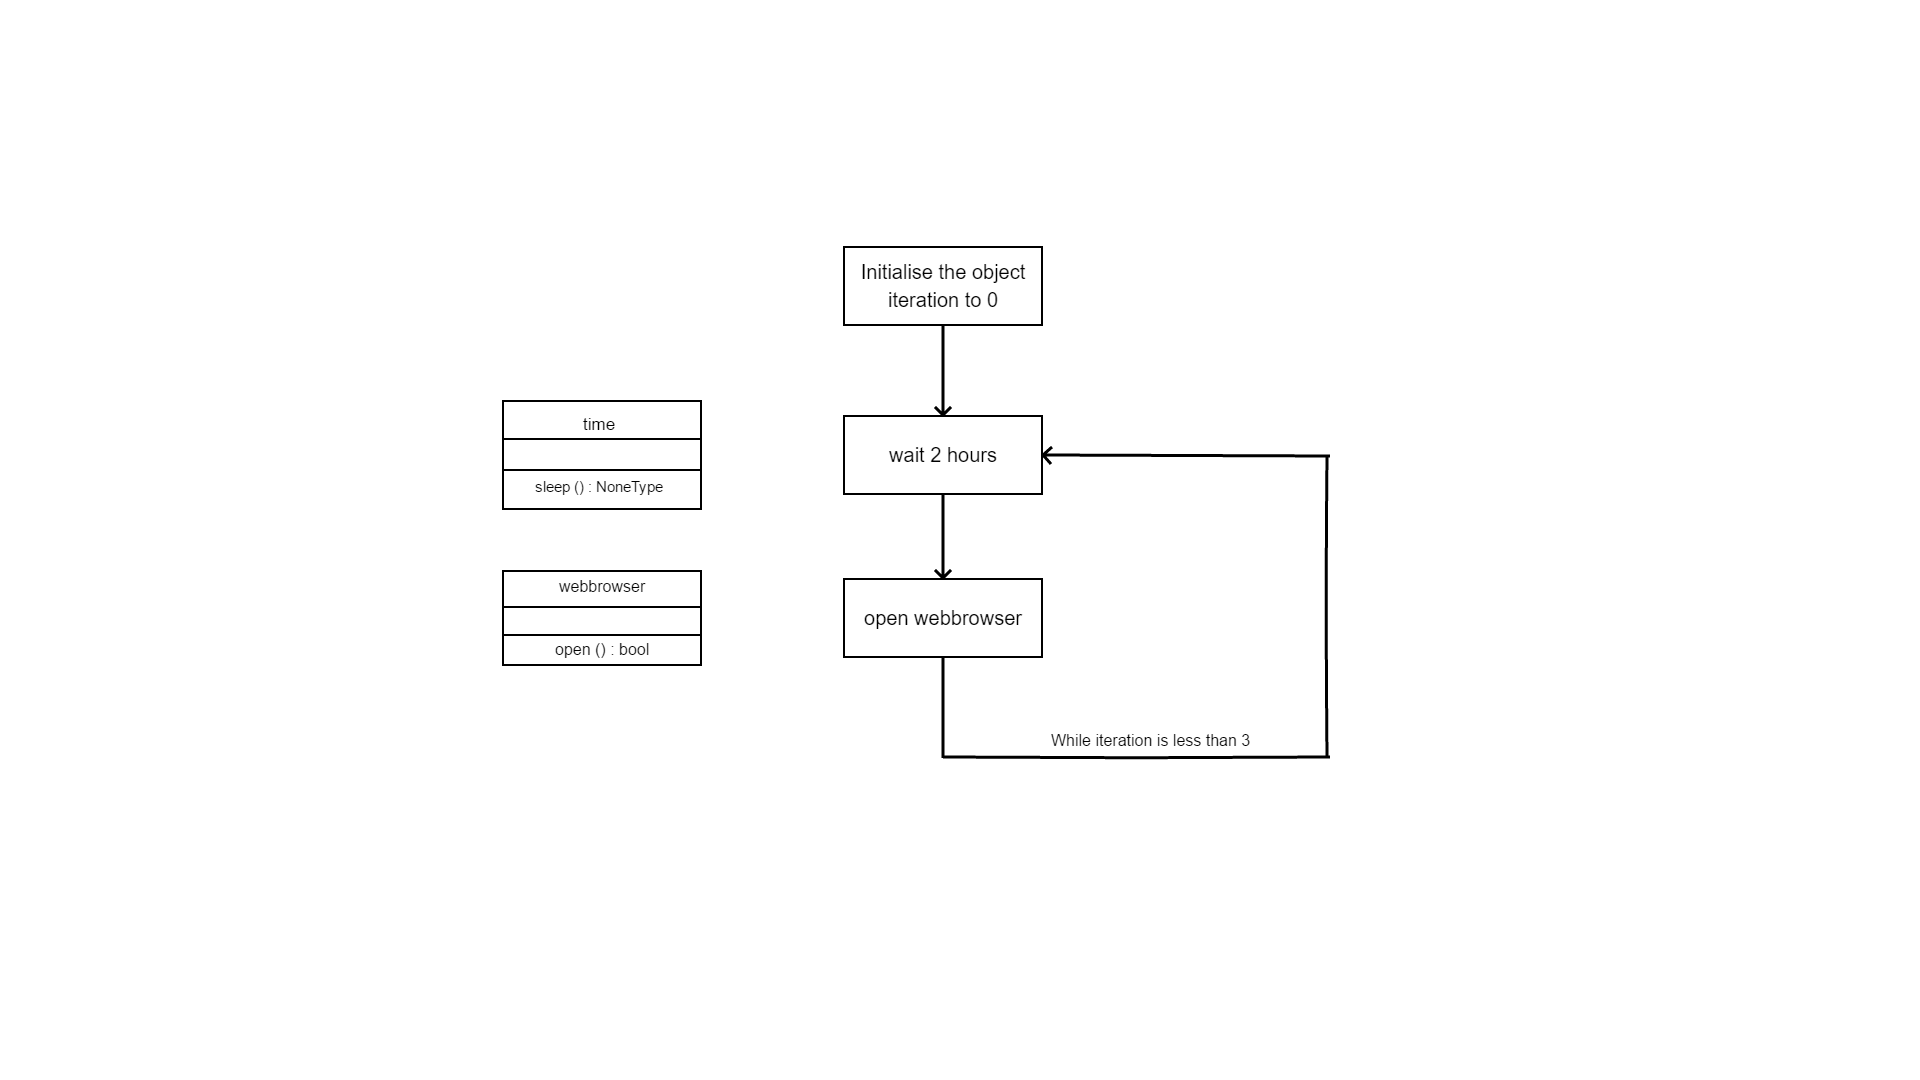 Initialise the object
iteration to 0
time
sleep () : NoneType
wait 2 hours
webbrowser
open () : bool
open webbrowser
While iteration is less than 3